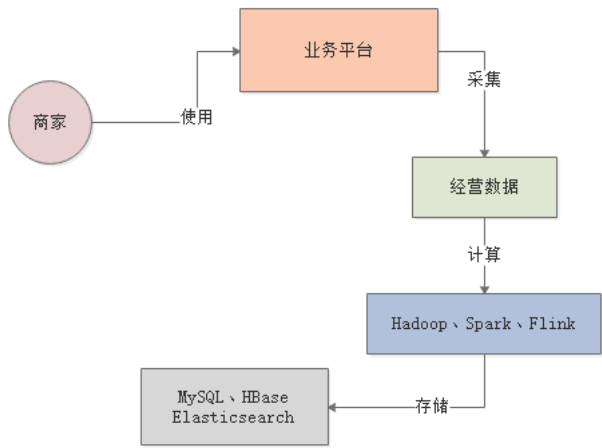 业务平台
商家
使用
采集
经营数据
计算
Hadoop、Spark、Flink
MySQL、HBase
Elasticsearch
存储